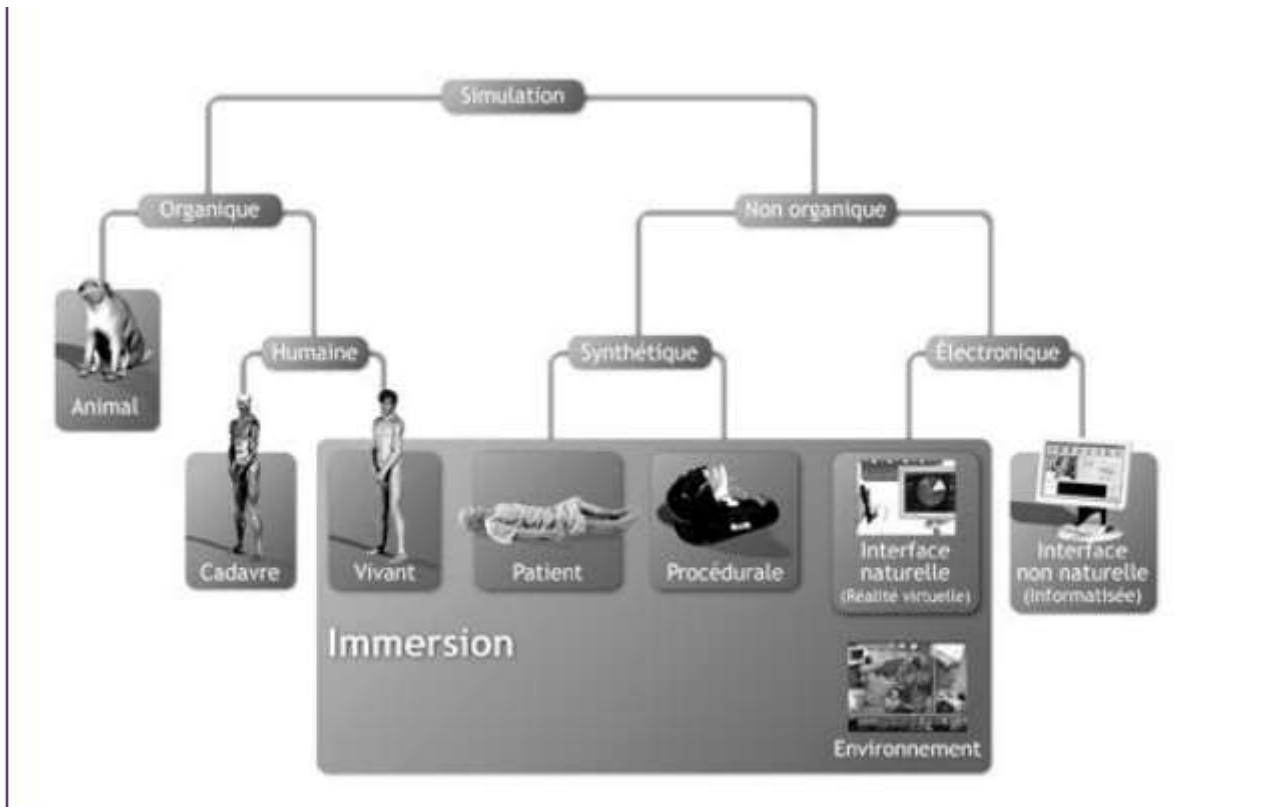 Simulation
Organique
Non organique
Humaine
Synthétique
Électronique
Animal
Cadavre
Vivant
Patient
Procédurale
Interface
naturelle
(Réalité virtuelle)
Interface
non naturelle
(Informatisée)
Immersion
Environnement